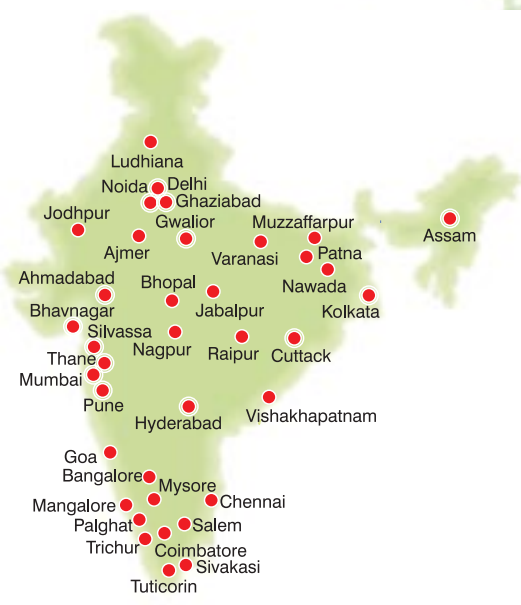 Ludhiana
Noida
Delhi
Ghaziabad
Jodhpur
Gwalior
Muzzaffarpur
Assam
Ajmer
Varanasi
Patna
Ahmadabad
Bhopal
Nawada
Bhavnagar
Jabalpur
Kolkata
Silvassa
Thane
Nagpur
Raipur
Cuttack
Mumbai
Pune
Hyderabad
Vishakhapatnam
Goa
Bangalore
Mysore
Mangalore
Chennai
Palghat
Salem
Trichur
Coimbatore
Sivakasi
Tuticorin